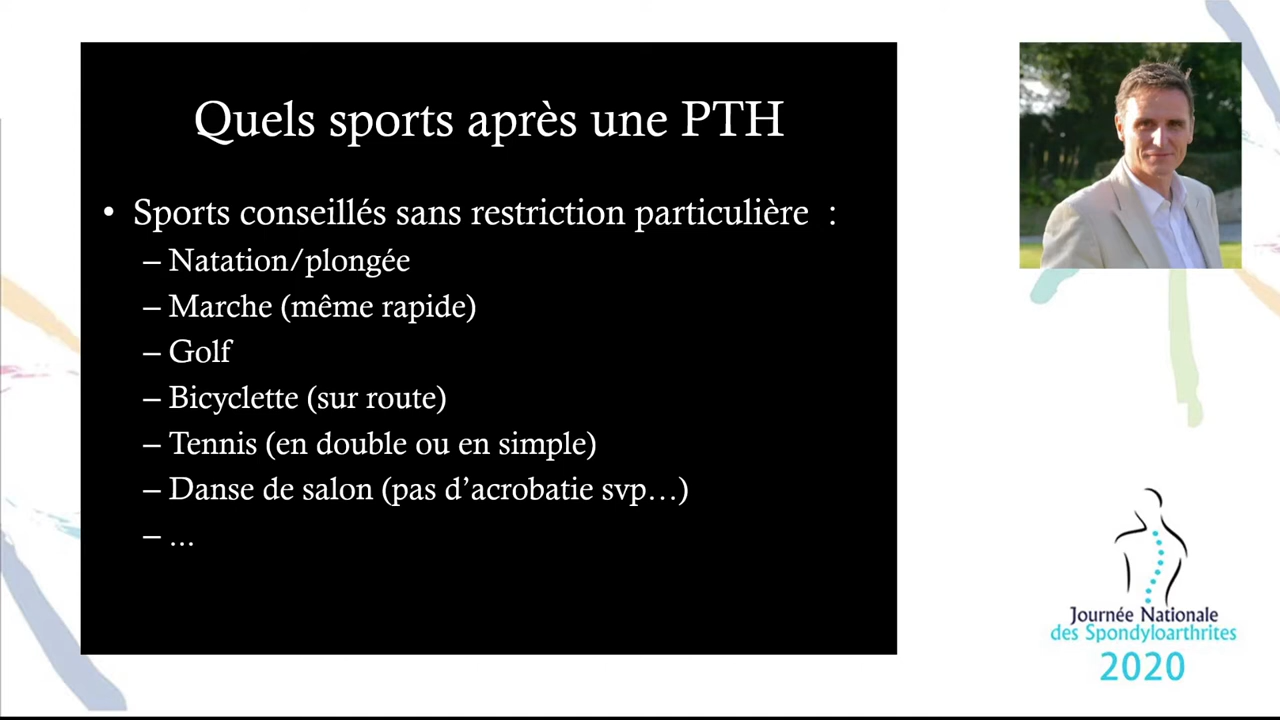 Quels sports après une PTH
• Sports conseillés sans restriction particulière :
– Natation/plongée
– Marche (même rapide)
– Golf
– Bicyclette (sur route)
– Tennis (en double ou en simple)
– Danse de salon (pas d’acrobatie svp…)
– ...
Journée Nationale
des Spondyloarthrites
2020